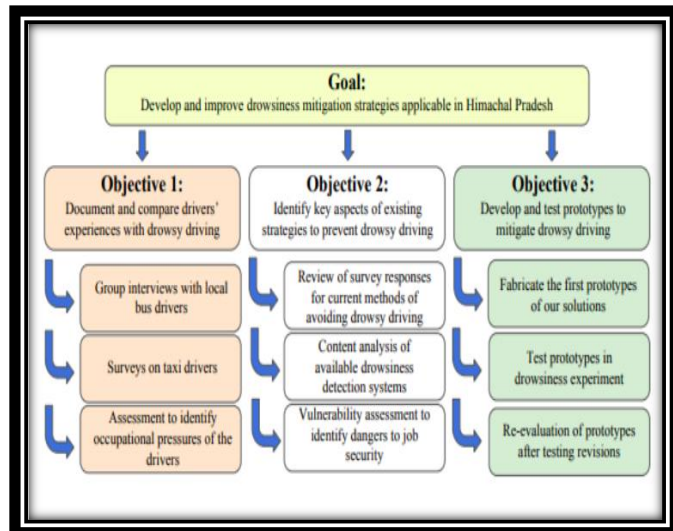 Goal:
Develop and improve drowsiness mitigation strategies applicable in Himachal Pradesh
Objective 1:
Document and compare drivers'
experiences with drowsy driving
Group interviews with local
bus drivers
Surveys on taxi drivers
Assessment to identify
occupational pressures of the
drivers
Objective 2:
Identify key aspects of existing
strategies to prevent drowsy driving
Review of survey responses
for current methods of
avoiding drowsy driving
Content analysis of
available drowsiness
detection systems
Vulnerability assessment to
identify dangers to job
security
Objective 3:
Develop and test prototypes to
mitigate drowsy driving
Fabricate the first prototypes
of our solutions
Test prototypes in
drowsiness experiment
Re-evaluation of prototypes
after testing revisions